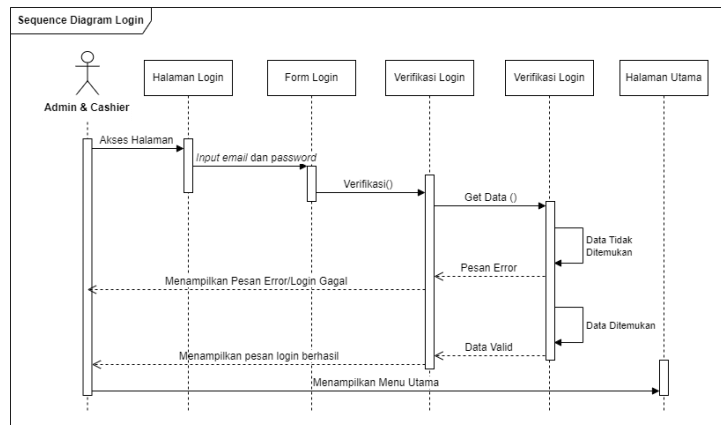 Sequence Diagram Login
Halaman Login
Form Login
Verifikasi Login
Verifikasi Login
Halaman Utama
Admin & Cashier
Akses Halaman
Input email dan password
Verifikasi()
Get Data ()
Data Tidak
Ditemukan
Pesan Error
Menampilkan Pesan Error/Login Gagal
Data Ditemukan
Data Valid
Menampilkan pesan login berhasil
Menampilkan Menu Utama